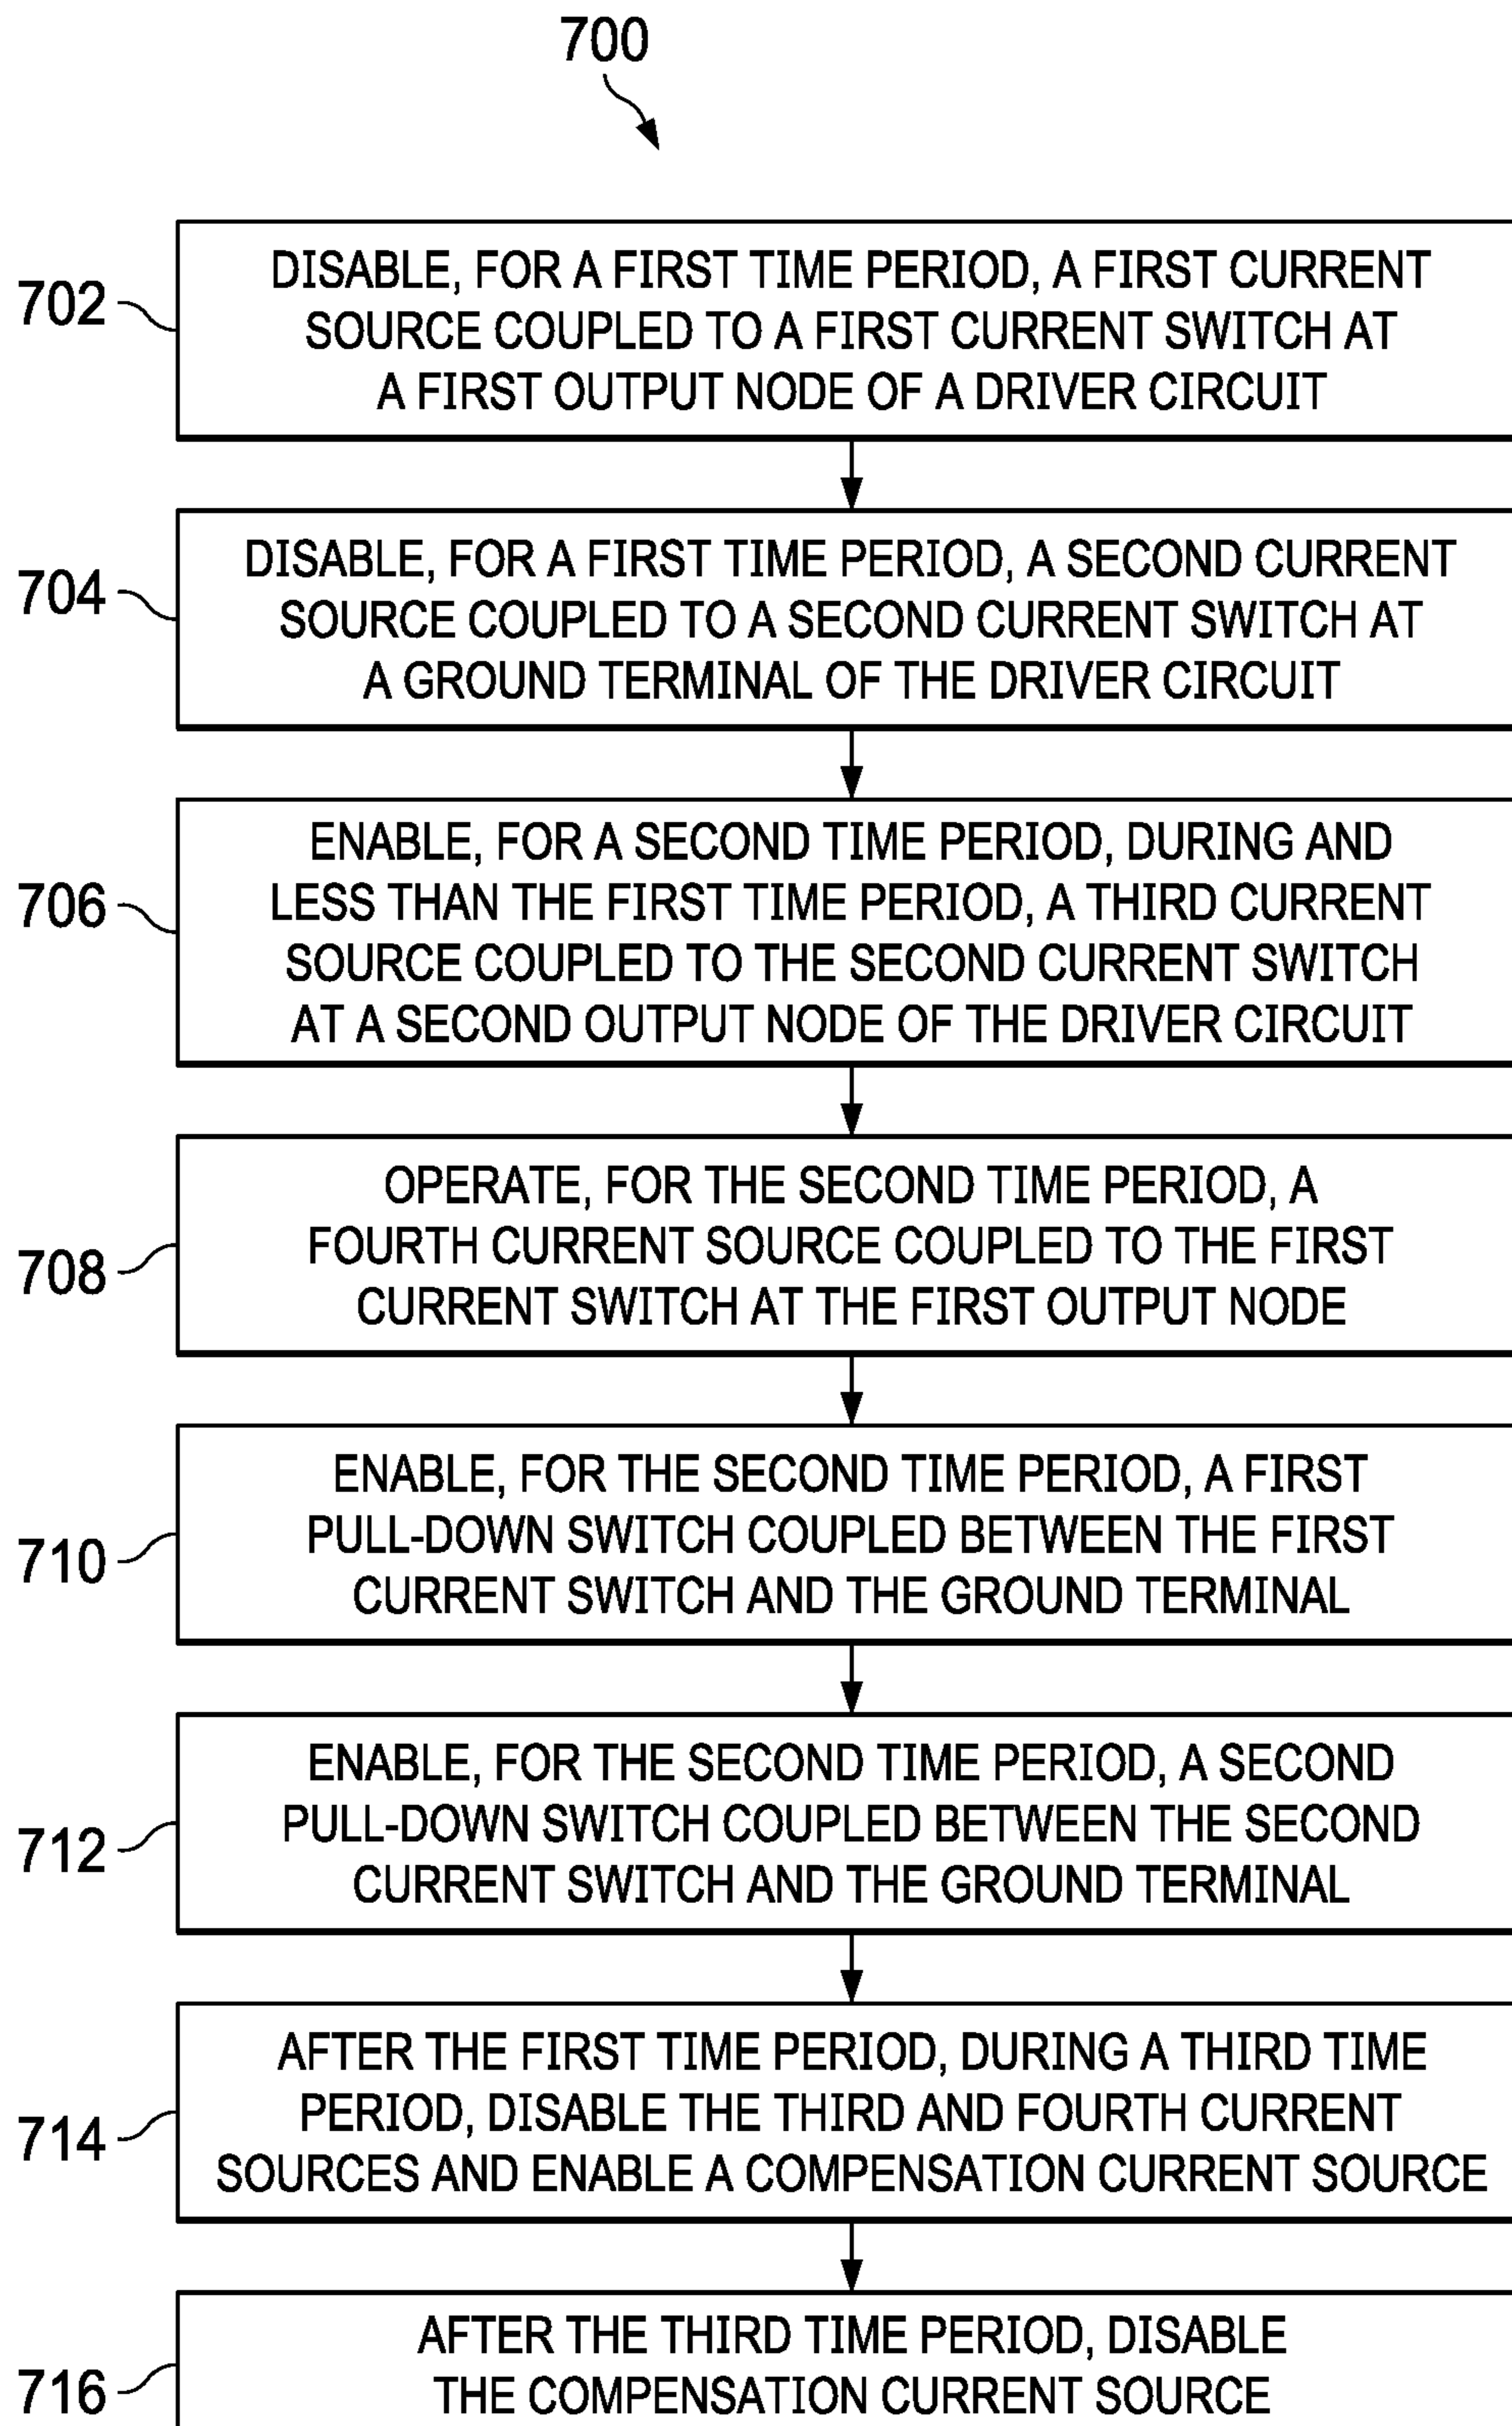 700
702
DISABLE, FOR A FIRST TIME PERIOD, A FIRST CURRENT
SOURCE COUPLED TO A FIRST CURRENT SWITCH AT
A FIRST OUTPUT NODE OF A DRIVER CIRCUIT
704
DISABLE, FOR A FIRST TIME PERIOD, A SECOND CURRENT
SOURCE COUPLED TO A SECOND CURRENT SWITCH AT
A GROUND TERMINAL OF THE DRIVER CIRCUIT
706
ENABLE, FOR A SECOND TIME PERIOD, DURING AND
LESS THAN THE FIRST TIME PERIOD, A THIRD CURRENT
SOURCE COUPLED TO THE SECOND CURRENT SWITCH
AT A SECOND OUTPUT NODE OF THE DRIVER CIRCUIT
708
OPERATE, FOR THE SECOND TIME PERIOD, A
FOURTH CURRENT SOURCE COUPLED TO THE FIRST
CURRENT SWITCH AT THE FIRST OUTPUT NODE
710
ENABLE, FOR THE SECOND TIME PERIOD, A FIRST
PULL-DOWN SWITCH COUPLED BETWEEN THE FIRST
CURRENT SWITCH AND THE GROUND TERMINAL
712
ENABLE, FOR THE SECOND TIME PERIOD, A SECOND
PULL-DOWN SWITCH COUPLED BETWEEN THE SECOND
CURRENT SWITCH AND THE GROUND TERMINAL
714
AFTER THE FIRST TIME PERIOD, DURING A THIRD TIME
PERIOD, DISABLE THE THIRD AND FOURTH CURRENT
SOURCES AND ENABLE A COMPENSATION CURRENT SOURCE
716
AFTER THE THIRD TIME PERIOD, DISABLE
THE COMPENSATION CURRENT SOURCE